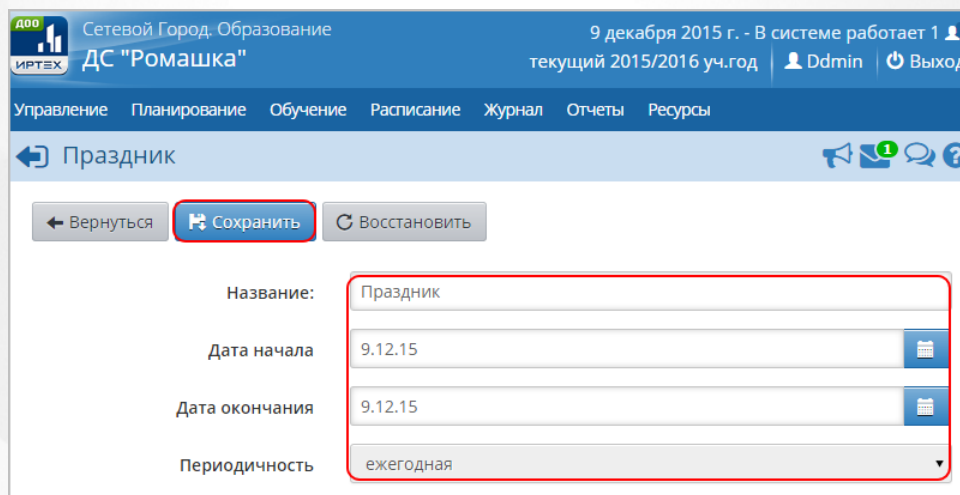 ДОО
ИРТЕХ
Сетевой Город. Образование
ДС "Ромашка"
9 декабря 2015 г. - В системе работает 1
текущий 2015/2016 уч.год Ddmin Выход
Управление Планирование Обучение Расписание Журнал Отчеты Ресурсы
Праздник 1 ?
Вернуться Сохранить Восстановить
Название: Праздник
Дата начала 9.12.15
Дата окончания 9.12.15
Периодичность ежегодная